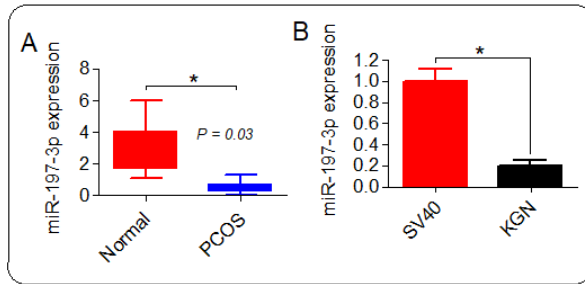 A
miR-197-3p expression
8
6
4
2
0
*
P = 0.03
Normal
PCOS
B
miR-197-3p expression
1.2
1.0
0.8
0.6
0.4
0.2
0.0
*
SV40
KGN